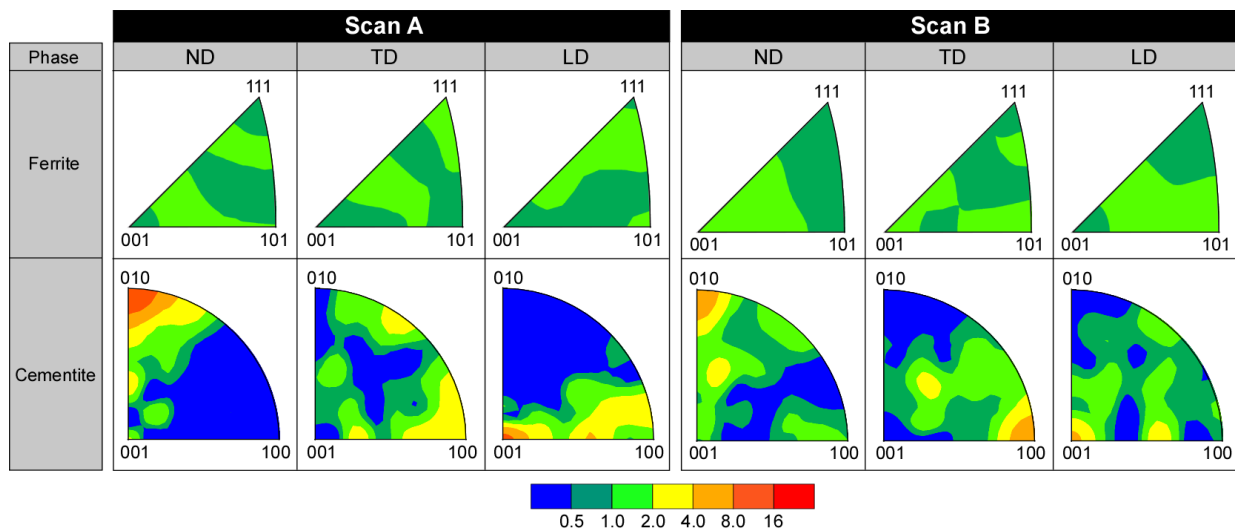 Scan A Scan B
Phase ND TD LD ND TD LD
111 111 111 111 111 111
Ferrite
001 101 001 101 001 101 001 101 001 101 001 101
010 010 010 010 010 010
Cementite
001 100 001 100 001 100 001 100 001 100 001 100
0.5 1.0 2.0 4.0 8.0 16